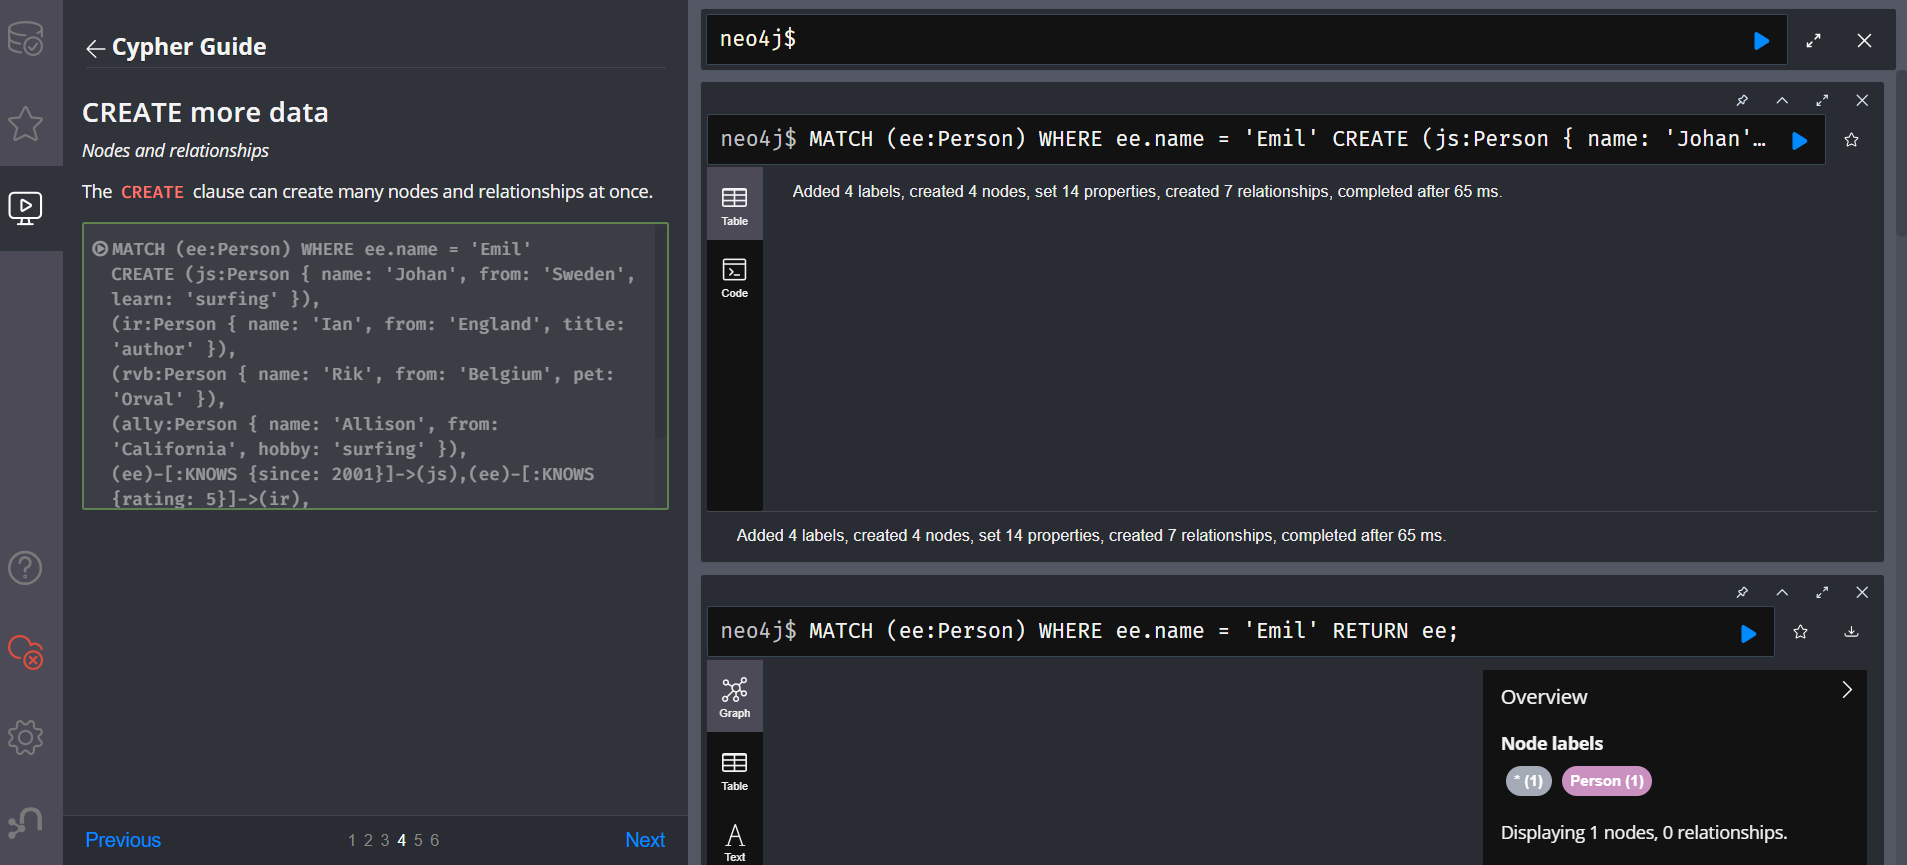 Cypher Guide
CREATE more data
Nodes and relationships
The CREATE clause can create many nodes and relationships at once.
MATCH (ee:Person) WHERE ee.name = 'Emil'
CREATE (js:Person { name: 'Johan', from: 'Sweden',
learn: 'surfing' }),
(ir:Person { name: 'Ian', from: 'England', title:
'author' }),
(rvb:Person { name: 'Rik', from: 'Belgium', pet:
'Orval' }),
(ally:Person { name: 'Allison', from:
'California', hobby: 'surfing' }),
(ee)-[:KNOWS {since: 2001}]->(js),(ee)-[:KNOWS
{rating: 5}]->(ir),
Previous
1 2 3 4 5 6
Next
neo4j$
neo4j$ MATCH (ee:Person) WHERE ee.name = 'Emil' CREATE (js:Person { name: 'Johan'…
Table
Code
Added 4 labels, created 4 nodes, set 14 properties, created 7 relationships, completed after 65 ms.
Added 4 labels, created 4 nodes, set 14 properties, created 7 relationships, completed after 65 ms.
neo4j$ MATCH (ee:Person) WHERE ee.name = 'Emil' RETURN ee;
Graph
Table
A
Text
Overview
Node labels
* (1) Person (1)
Displaying 1 nodes, 0 relationships.